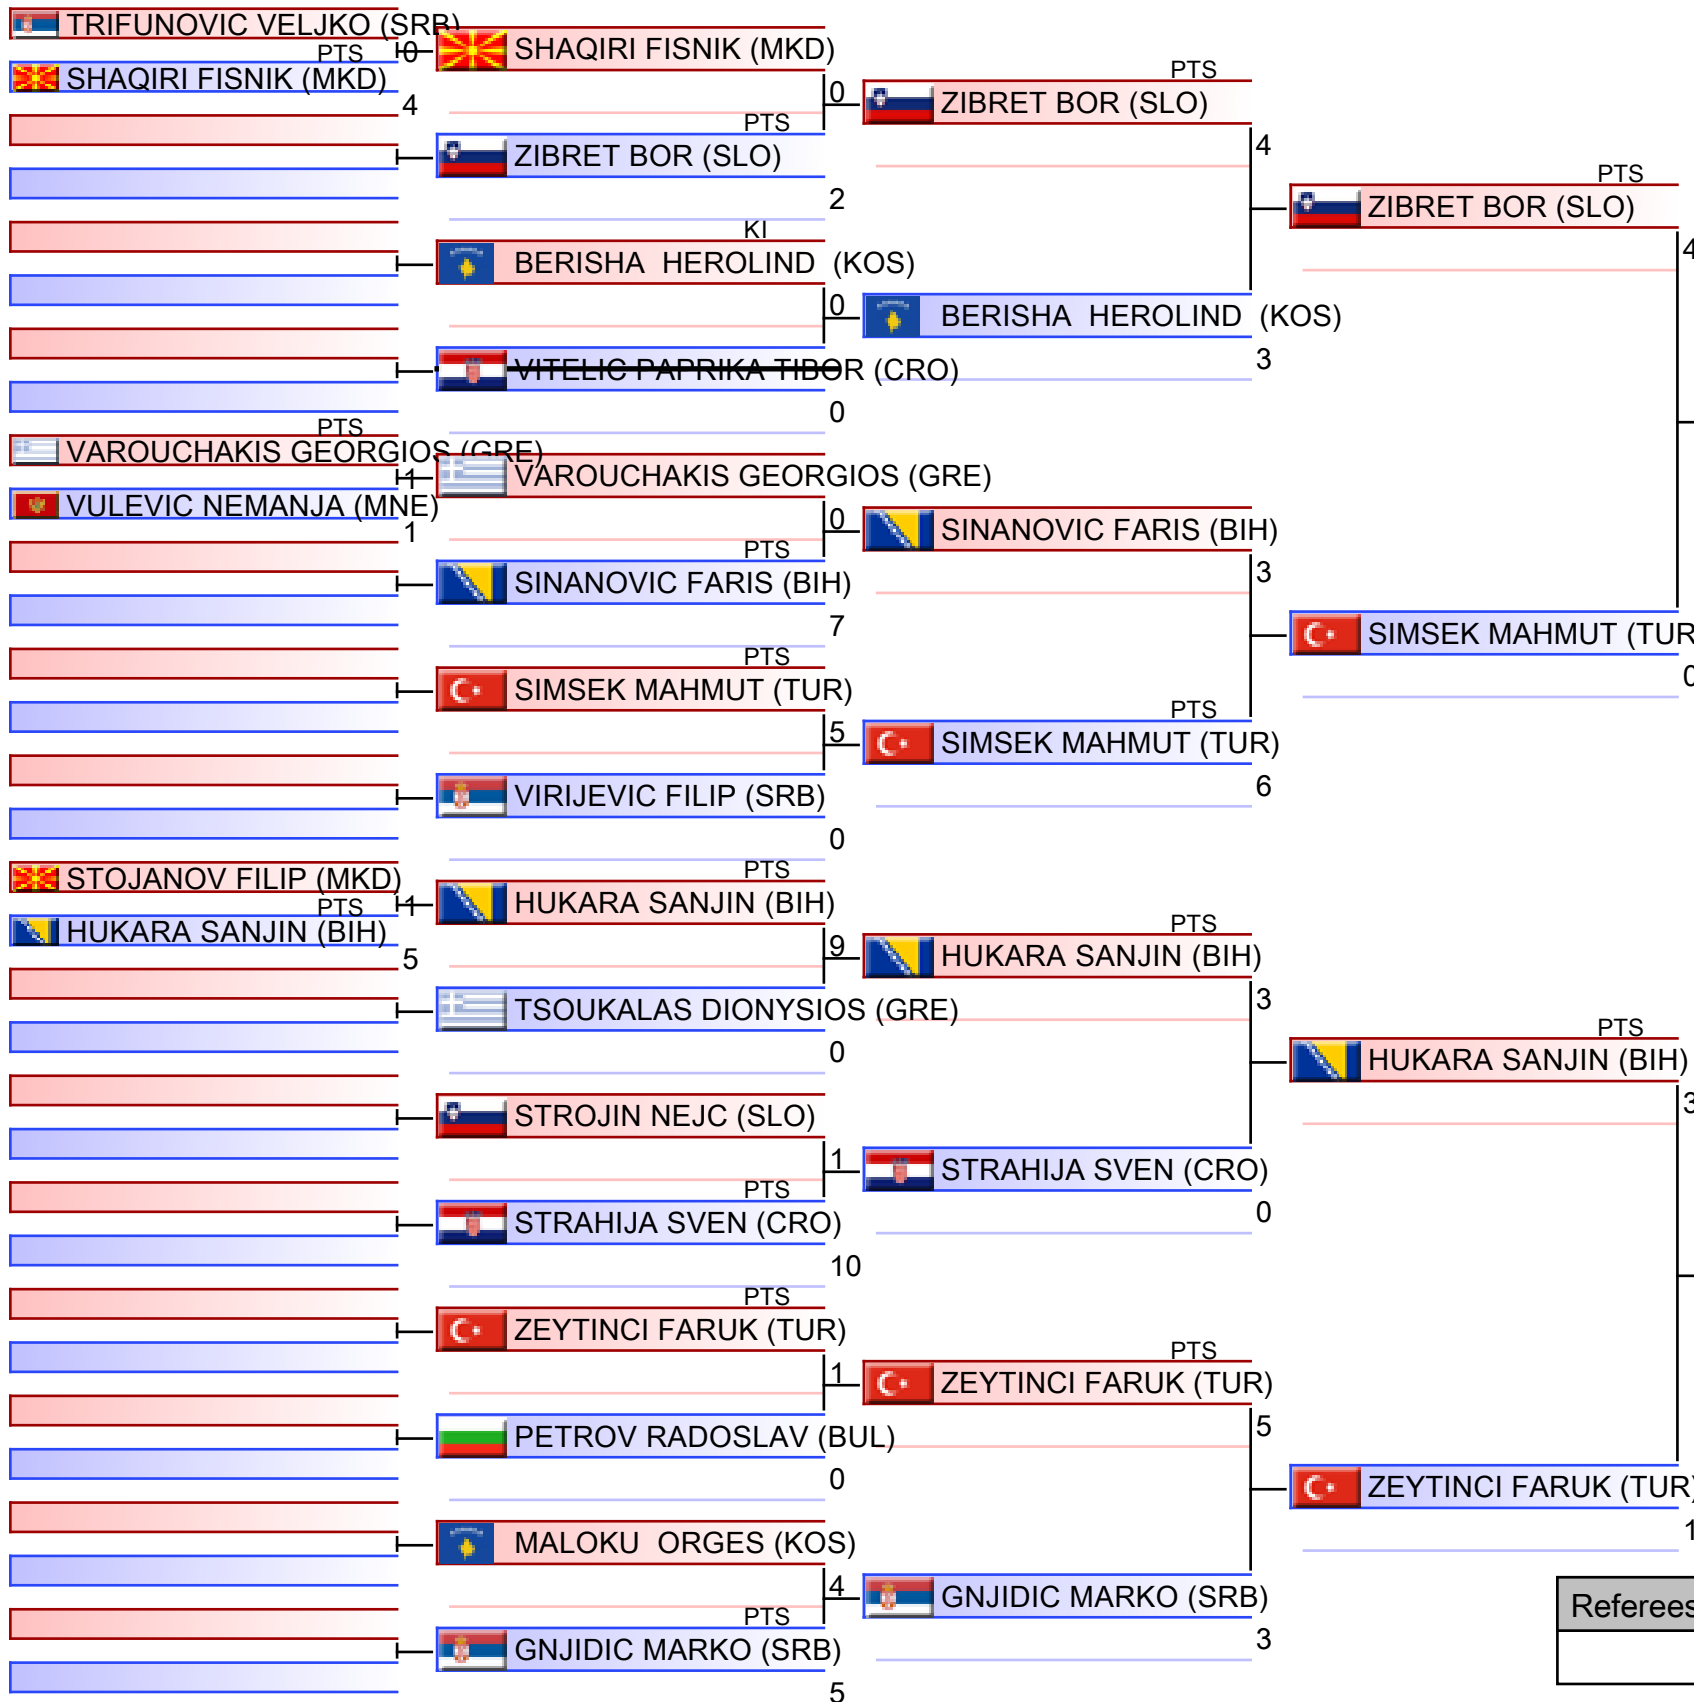 TRIFUNOVIC VELJKO (SRB)
0
PTS
SHAQIRI FISNIK (MKD)
4
PTS
VAROUCHAKIS GEORGIOS (GRE)
1
VULEVIC NEMANJA (MNE)
1
STOJANOV FILIP (MKD)
1
PTS
HUKARA SANJIN (BIH)
5
SHAQIRI FISNIK (MKD)
0
PTS
ZIBRET BOR (SLO)
2
KI
BERISHA HEROLIND (KOS)
0
VITELIC PAPRIKA TIBOR (CRO)
0
VAROUCHAKIS GEORGIOS (GRE)
0
PTS
SINANOVIC FARIS (BIH)
7
PTS
SIMSEK MAHMUT (TUR)
5
VIRIJEVIC FILIP (SRB)
0
PTS
HUKARA SANJIN (BIH)
9
TSOUKALAS DIONYSIOS (GRE)
0
STROJIN NEJC (SLO)
1
PTS
STRAHIJA SVEN (CRO)
10
PTS
ZEYTINCI FARUK (TUR)
1
PETROV RADOSLAV (BUL)
0
MALOKU ORGES (KOS)
4
PTS
GNJIDIC MARKO (SRB)
5
PTS
ZIBRET BOR (SLO)
4
BERISHA HEROLIND (KOS)
3
SINANOVIC FARIS (BIH)
3
PTS
SIMSEK MAHMUT (TUR)
6
PTS
HUKARA SANJIN (BIH)
3
STRAHIJA SVEN (CRO)
0
PTS
ZEYTINCI FARUK (TUR)
5
GNJIDIC MARKO (SRB)
3
PTS
ZIBRET BOR (SLO)
4
SIMSEK MAHMUT (TUR
0
PTS
HUKARA SANJIN (BIH)
3
ZEYTINCI FARUK (TUR)
1
Referees